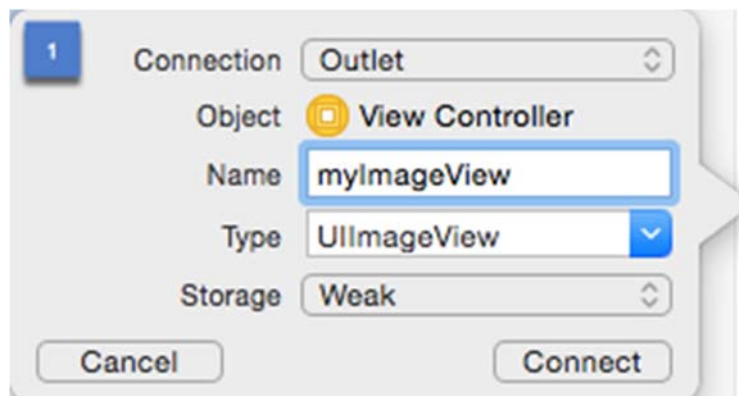 1
Connection Outlet
Object View Controller
Name myImageView
Type UIImageView
Storage Weak
Cancel Connect